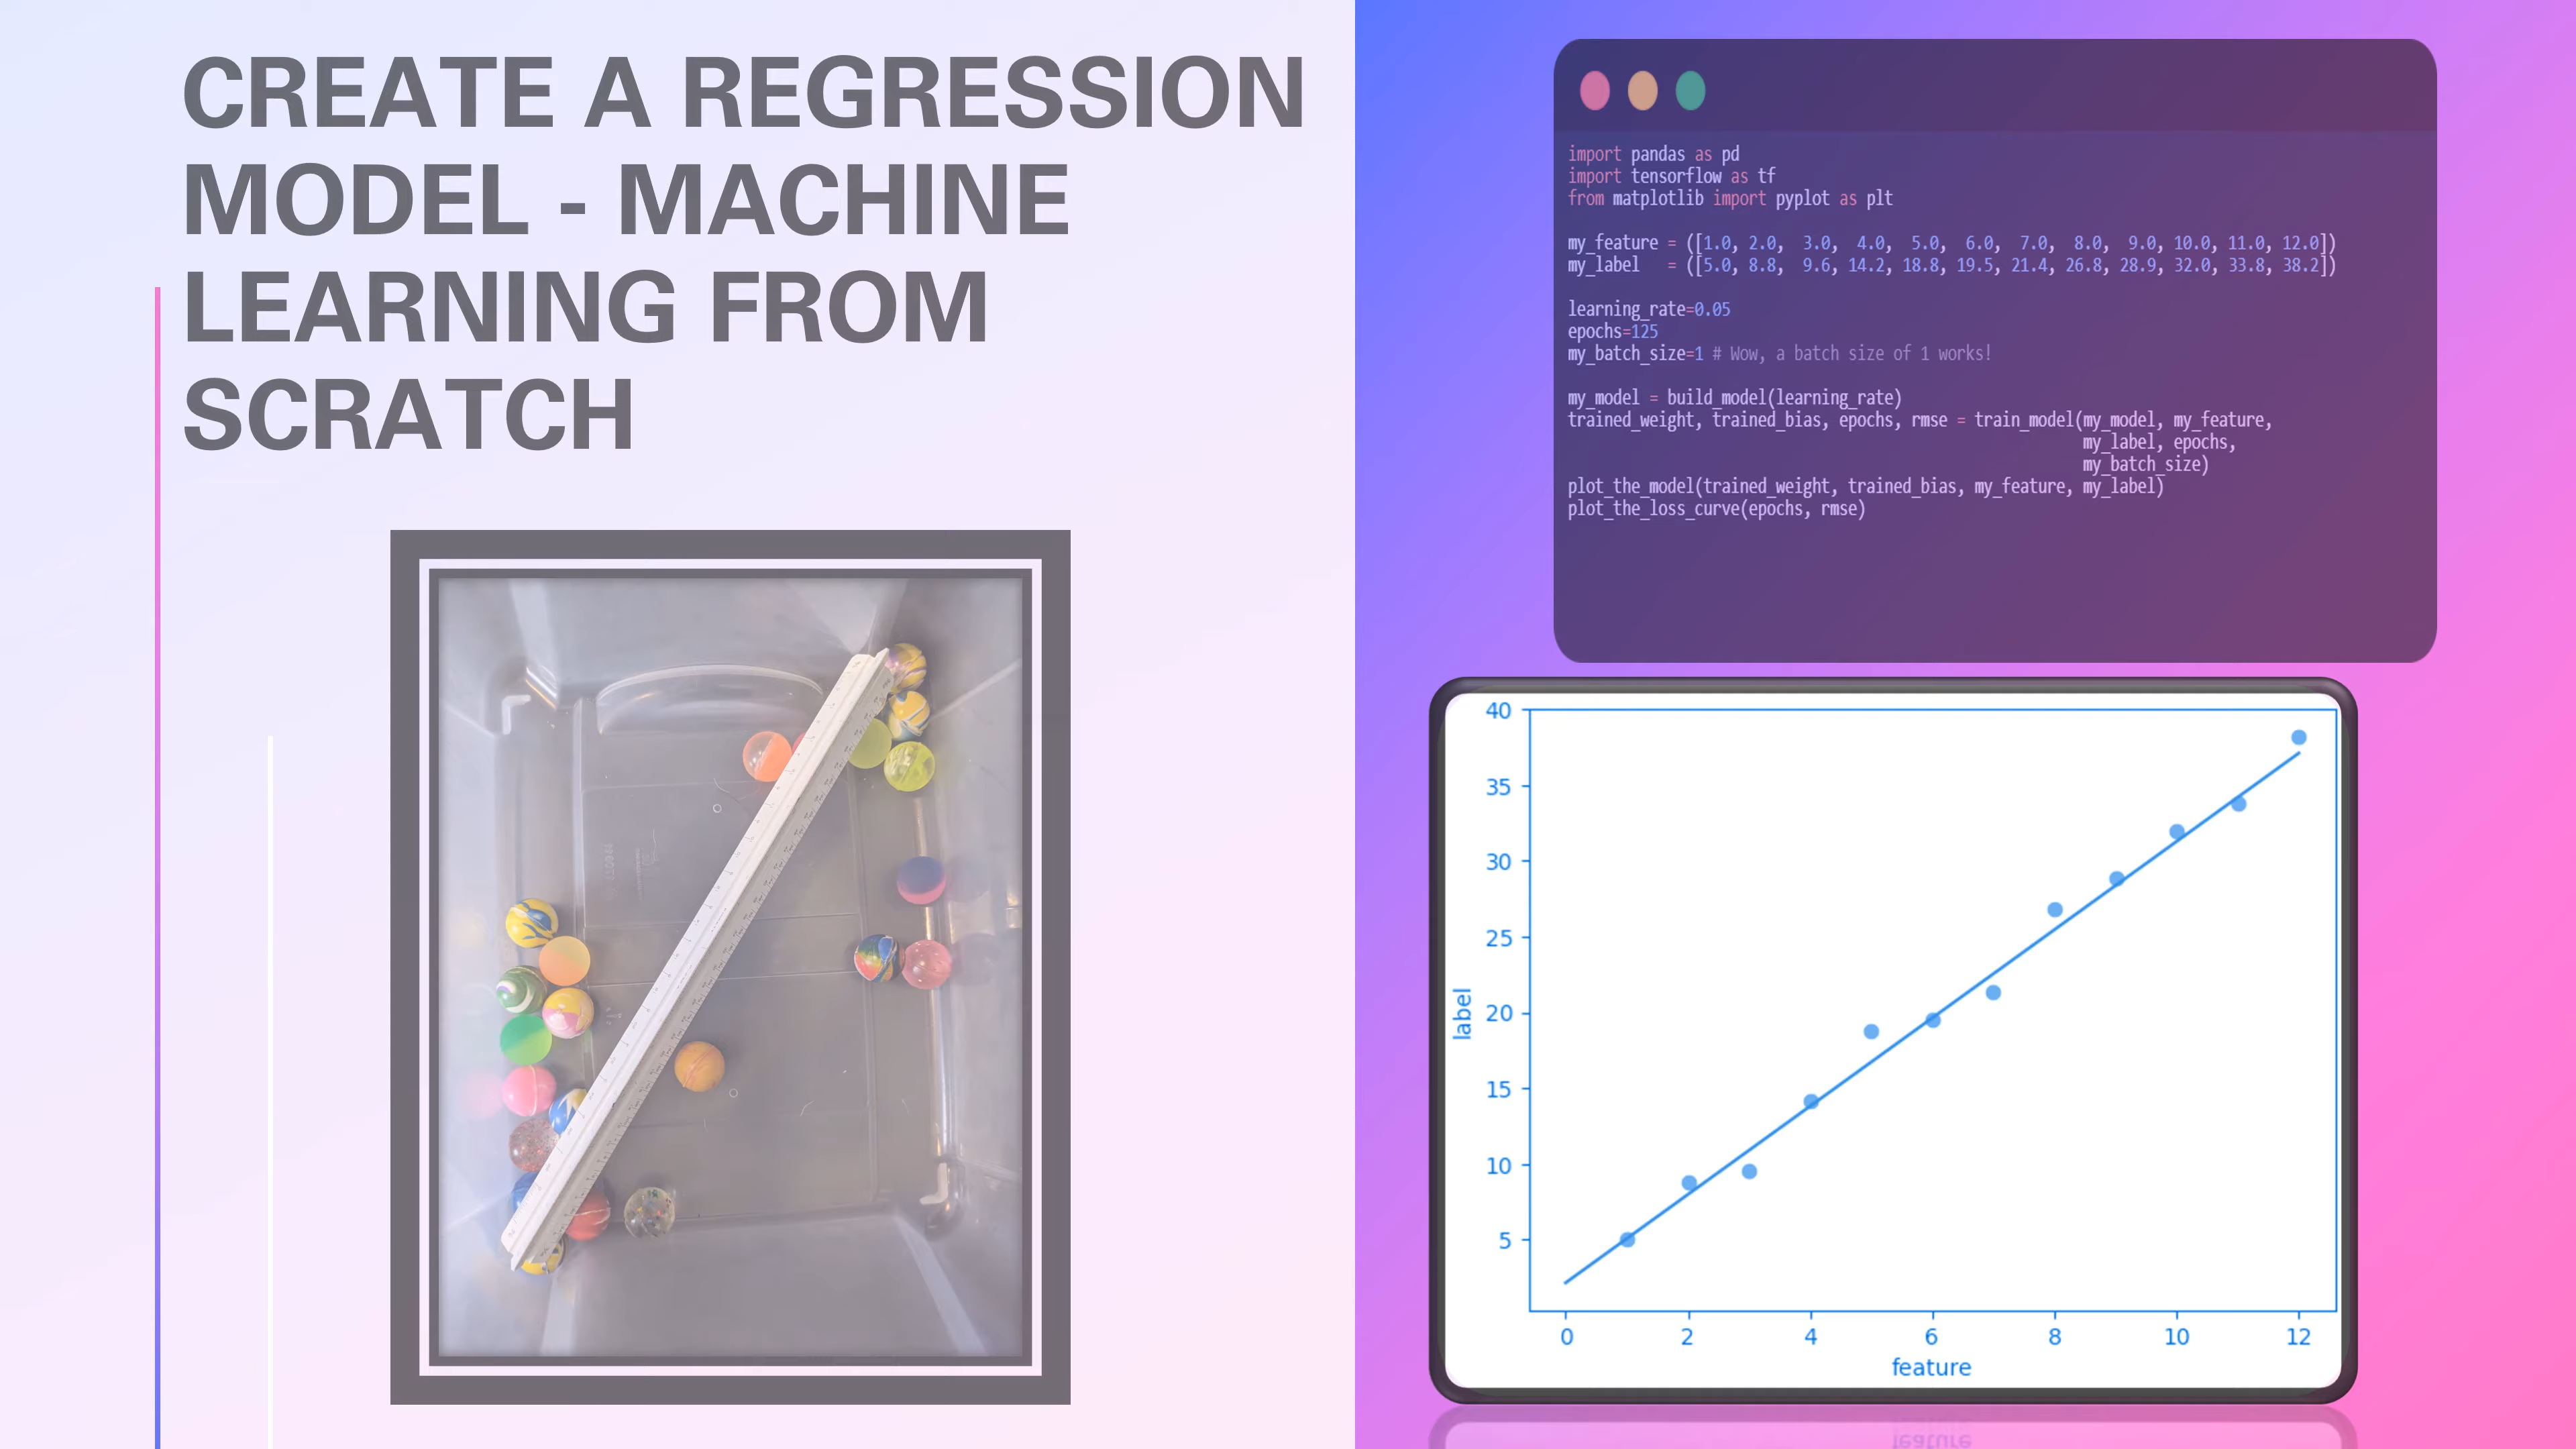 CREATE A REGRESSION
MODEL - MACHINE
LEARNING FROM
SCRATCH
import pandas as pd
import tensorflow as tf
from matplotlib import pyplot as plt
my_feature = ([1.0, 2.0,  3.0,  4.0,  5.0,  6.0,  7.0,  8.0,  9.0, 10.0, 11.0, 12.0])
my_label   = ([5.0, 8.8,  9.6, 14.2, 18.8, 19.5, 21.4, 26.8, 28.9, 32.0, 33.8, 38.2])
learning_rate=0.05
epochs=125
my_batch_size=1 # Wow, a batch size of 1 works!
my_model = build_model(learning_rate)
trained_weight, trained_bias, epochs, rmse = train_model(my_model, my_feature,
my_label, epochs,
my_batch_size)
plot_the_model(trained_weight, trained_bias, my_feature, my_label)
plot_the_loss_curve(epochs, rmse)
40
35
30
25
20
15
10
5
label
0 2 4 6 8 10 12
feature
feature